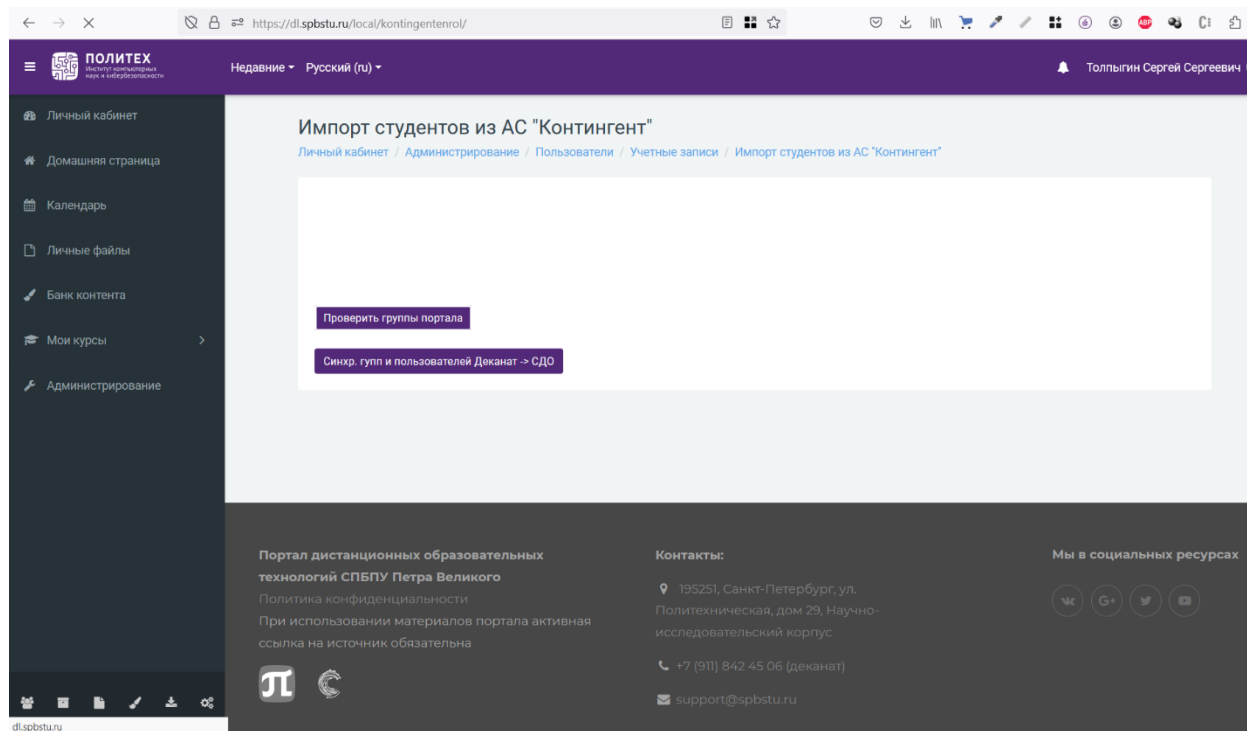 https://dl.spbstu.ru/local/kontingentenrol/
ABP
ПОЛИТЕХ
Институт компьютерных
наук и кибербезопасности
Недавние
Русский (ru)
Толпыгин Сергей Сергеевич
Личный кабинет
Домашняя страница
Календарь
Личные файлы
Банк контента
Мои курсы
Администрирование
Импорт студентов из АС "Контингент"
Личный кабинет / Администрирование / Пользователи / Учетные записи / Импорт студентов из АС "Контингент"
Проверить группы портала
Синхр. гупп и пользователей Деканат -> СДО
Портал дистанционных образовательных
технологий СПБПУ Петра Великого
Политика конфиденциальности
При использовании материалов портала активная
ссылка на источник обязательна
Контакты:
195251, Санкт-Петербург, ул.
Политехническая, дом 29, Научно-
исследовательский корпус
+7 (911) 842 45 06 (деканат)
support@spbstu.ru
Мы в социальных ресурсах
G+
dl.spbstu.ru